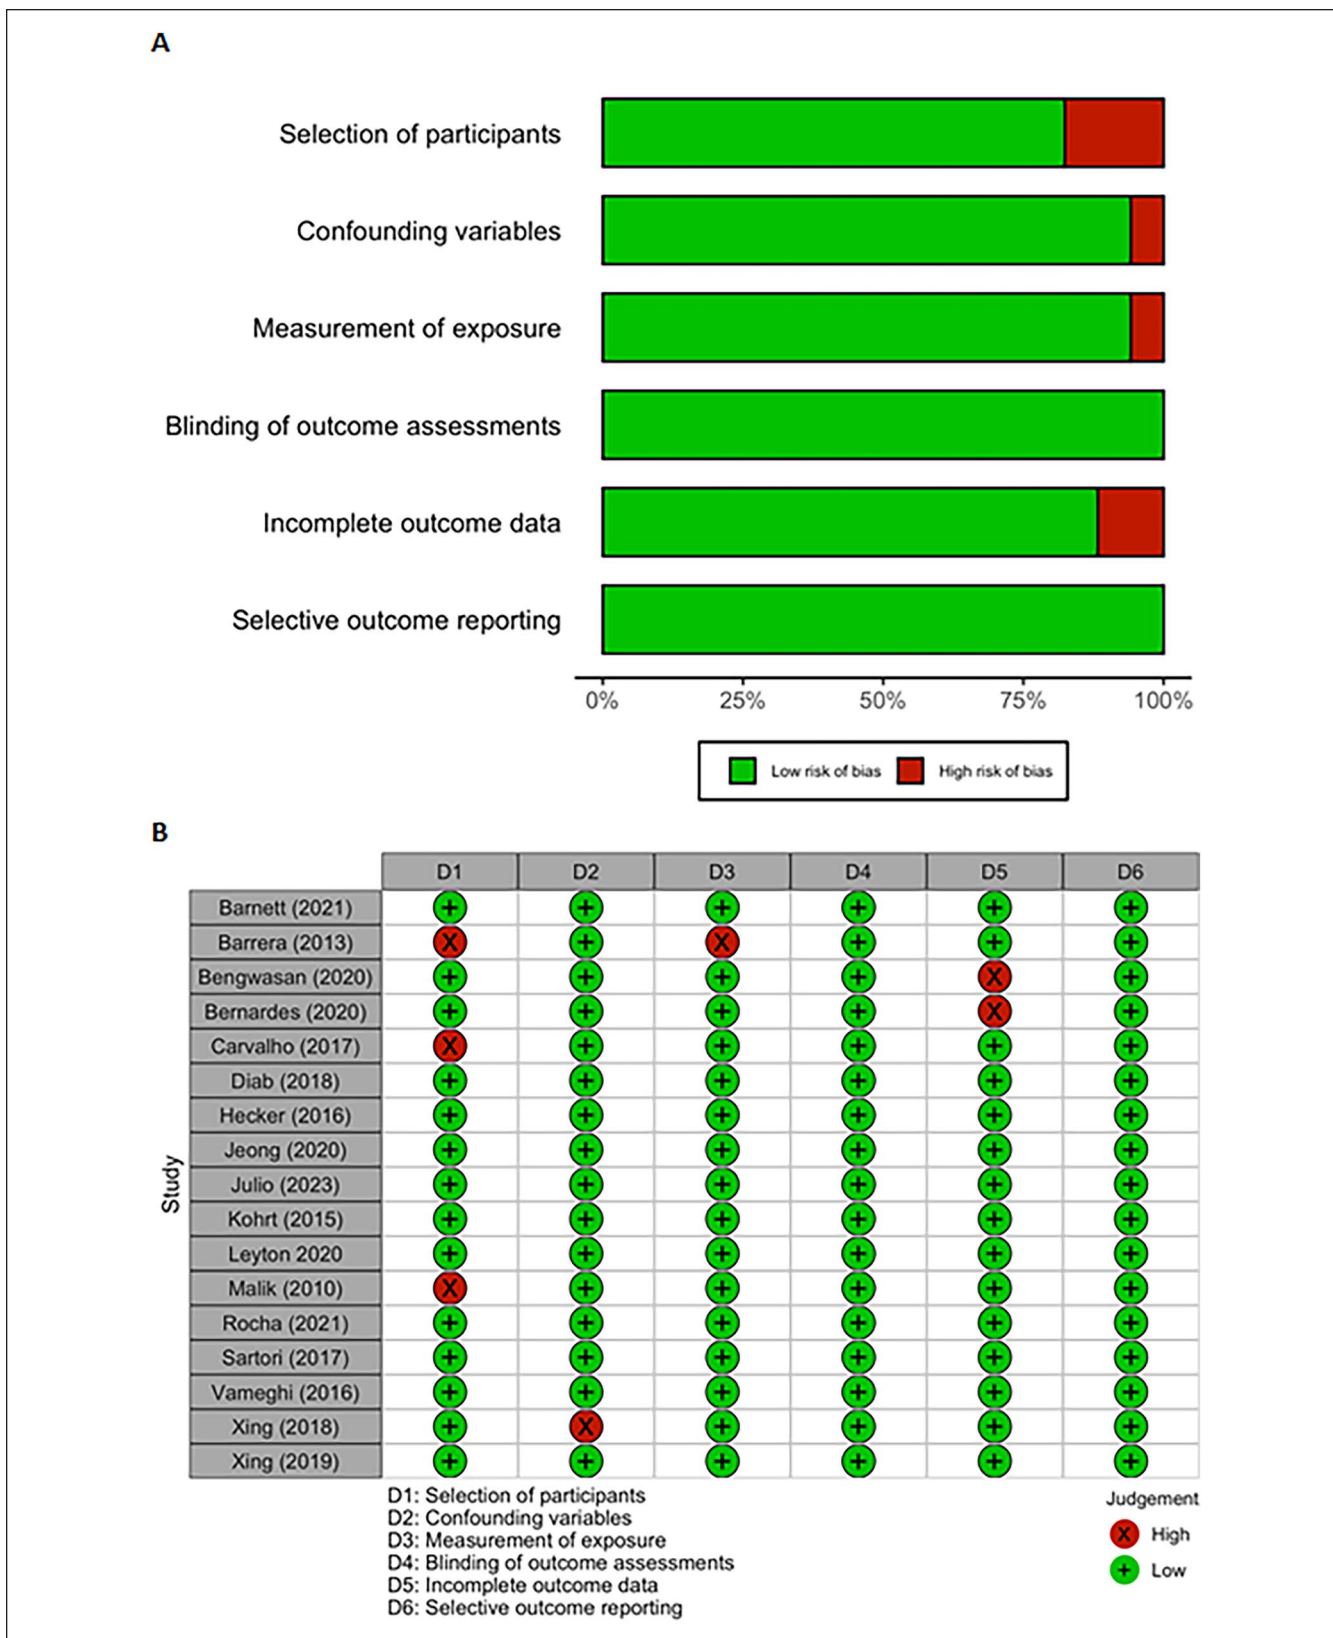 A
Selection of participants
Confounding variables
Measurement of exposure
Blinding of outcome assessments
Incomplete outcome data
Selective outcome reporting
0% 25% 50% 75% 100%
Low risk of bias High risk of bias
B
D1 D2 D3 D4 D5 D6
Study
Barnett (2021) + + + + + +
Barrera (2013) X + X + + +
Bengwasan (2020) + + + + X +
Bernardes (2020) + + + + X +
Carvalho (2017) X + + + + +
Diab (2018) + + + + + +
Hecker (2016) + + + + + +
Jeong (2020) + + + + + +
Julio (2023) + + + + + +
Kohrt (2015) + + + + + +
Leyton 2020 + + + + + +
Malik (2010) X + + + + +
Rocha (2021) + + + + + +
Sartori (2017) + + + + + +
Vameghi (2016) + + + + + +
Xing (2018) + X + + + +
Xing (2019) + + + + + +
D1: Selection of participants
D2: Confounding variables
D3: Measurement of exposure
D4: Blinding of outcome assessments
D5: Incomplete outcome data
D6: Selective outcome reporting
Judgement
X High
+ Low